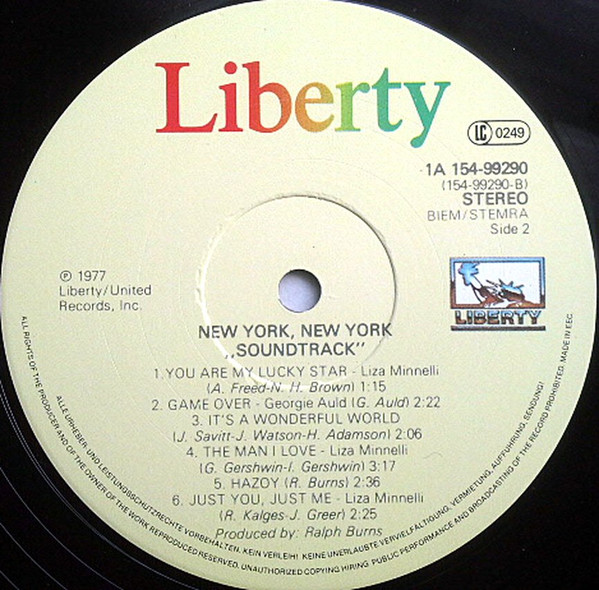 Liberty
LC 0249
1A 154-99290
(154-99290-B)
STEREO
BIEM/STEMRA
Side 2
℗ 1977
Liberty/United
Records, Inc.
LIBERTY
NEW YORK, NEW YORK
„SOUNDTRACK"
1.YOU ARE MY LUCKY STAR - Liza Minnelli
(A. Freed-N. H. Brown) 1:15
2. GAME OVER - Georgie Auld (G. Auld) 2:22
3. IT'S A WONDERFUL WORLD
(J. Savitt-J. Watson-H. Adamson) 2:06
4. THE MAN I LOVE - Liza Minnelli
(G. Gershwin-I. Gershwin) 3:17
5. HAZOY (R. Burns) 2:36
6. JUST YOU, JUST ME - Liza Minnelli
(R. Kalges-J. Greer) 2:25
Produced by: Ralph Burns
ALL RIGHTS OF THE PRODUCER AND OF THE OWNER OF THE WORK REPRODUCED RESERVED. UNAUTHORIZED COPYING HIRING PUBLIC PERFORMANCE AND BROADCASTING OF THE RECORD PROHIBITED. MADE IN EEC.
ALLE URHEBER- UND LEISTUNGSSCHUTZRECHTE VORBEHALTEN. KEIN VERLEIH! KEINE UNERLAUBTE VERVIELFÄLTIGUNG, VERMIETUNG, AUFFÜHRUNG, SENDUNG!